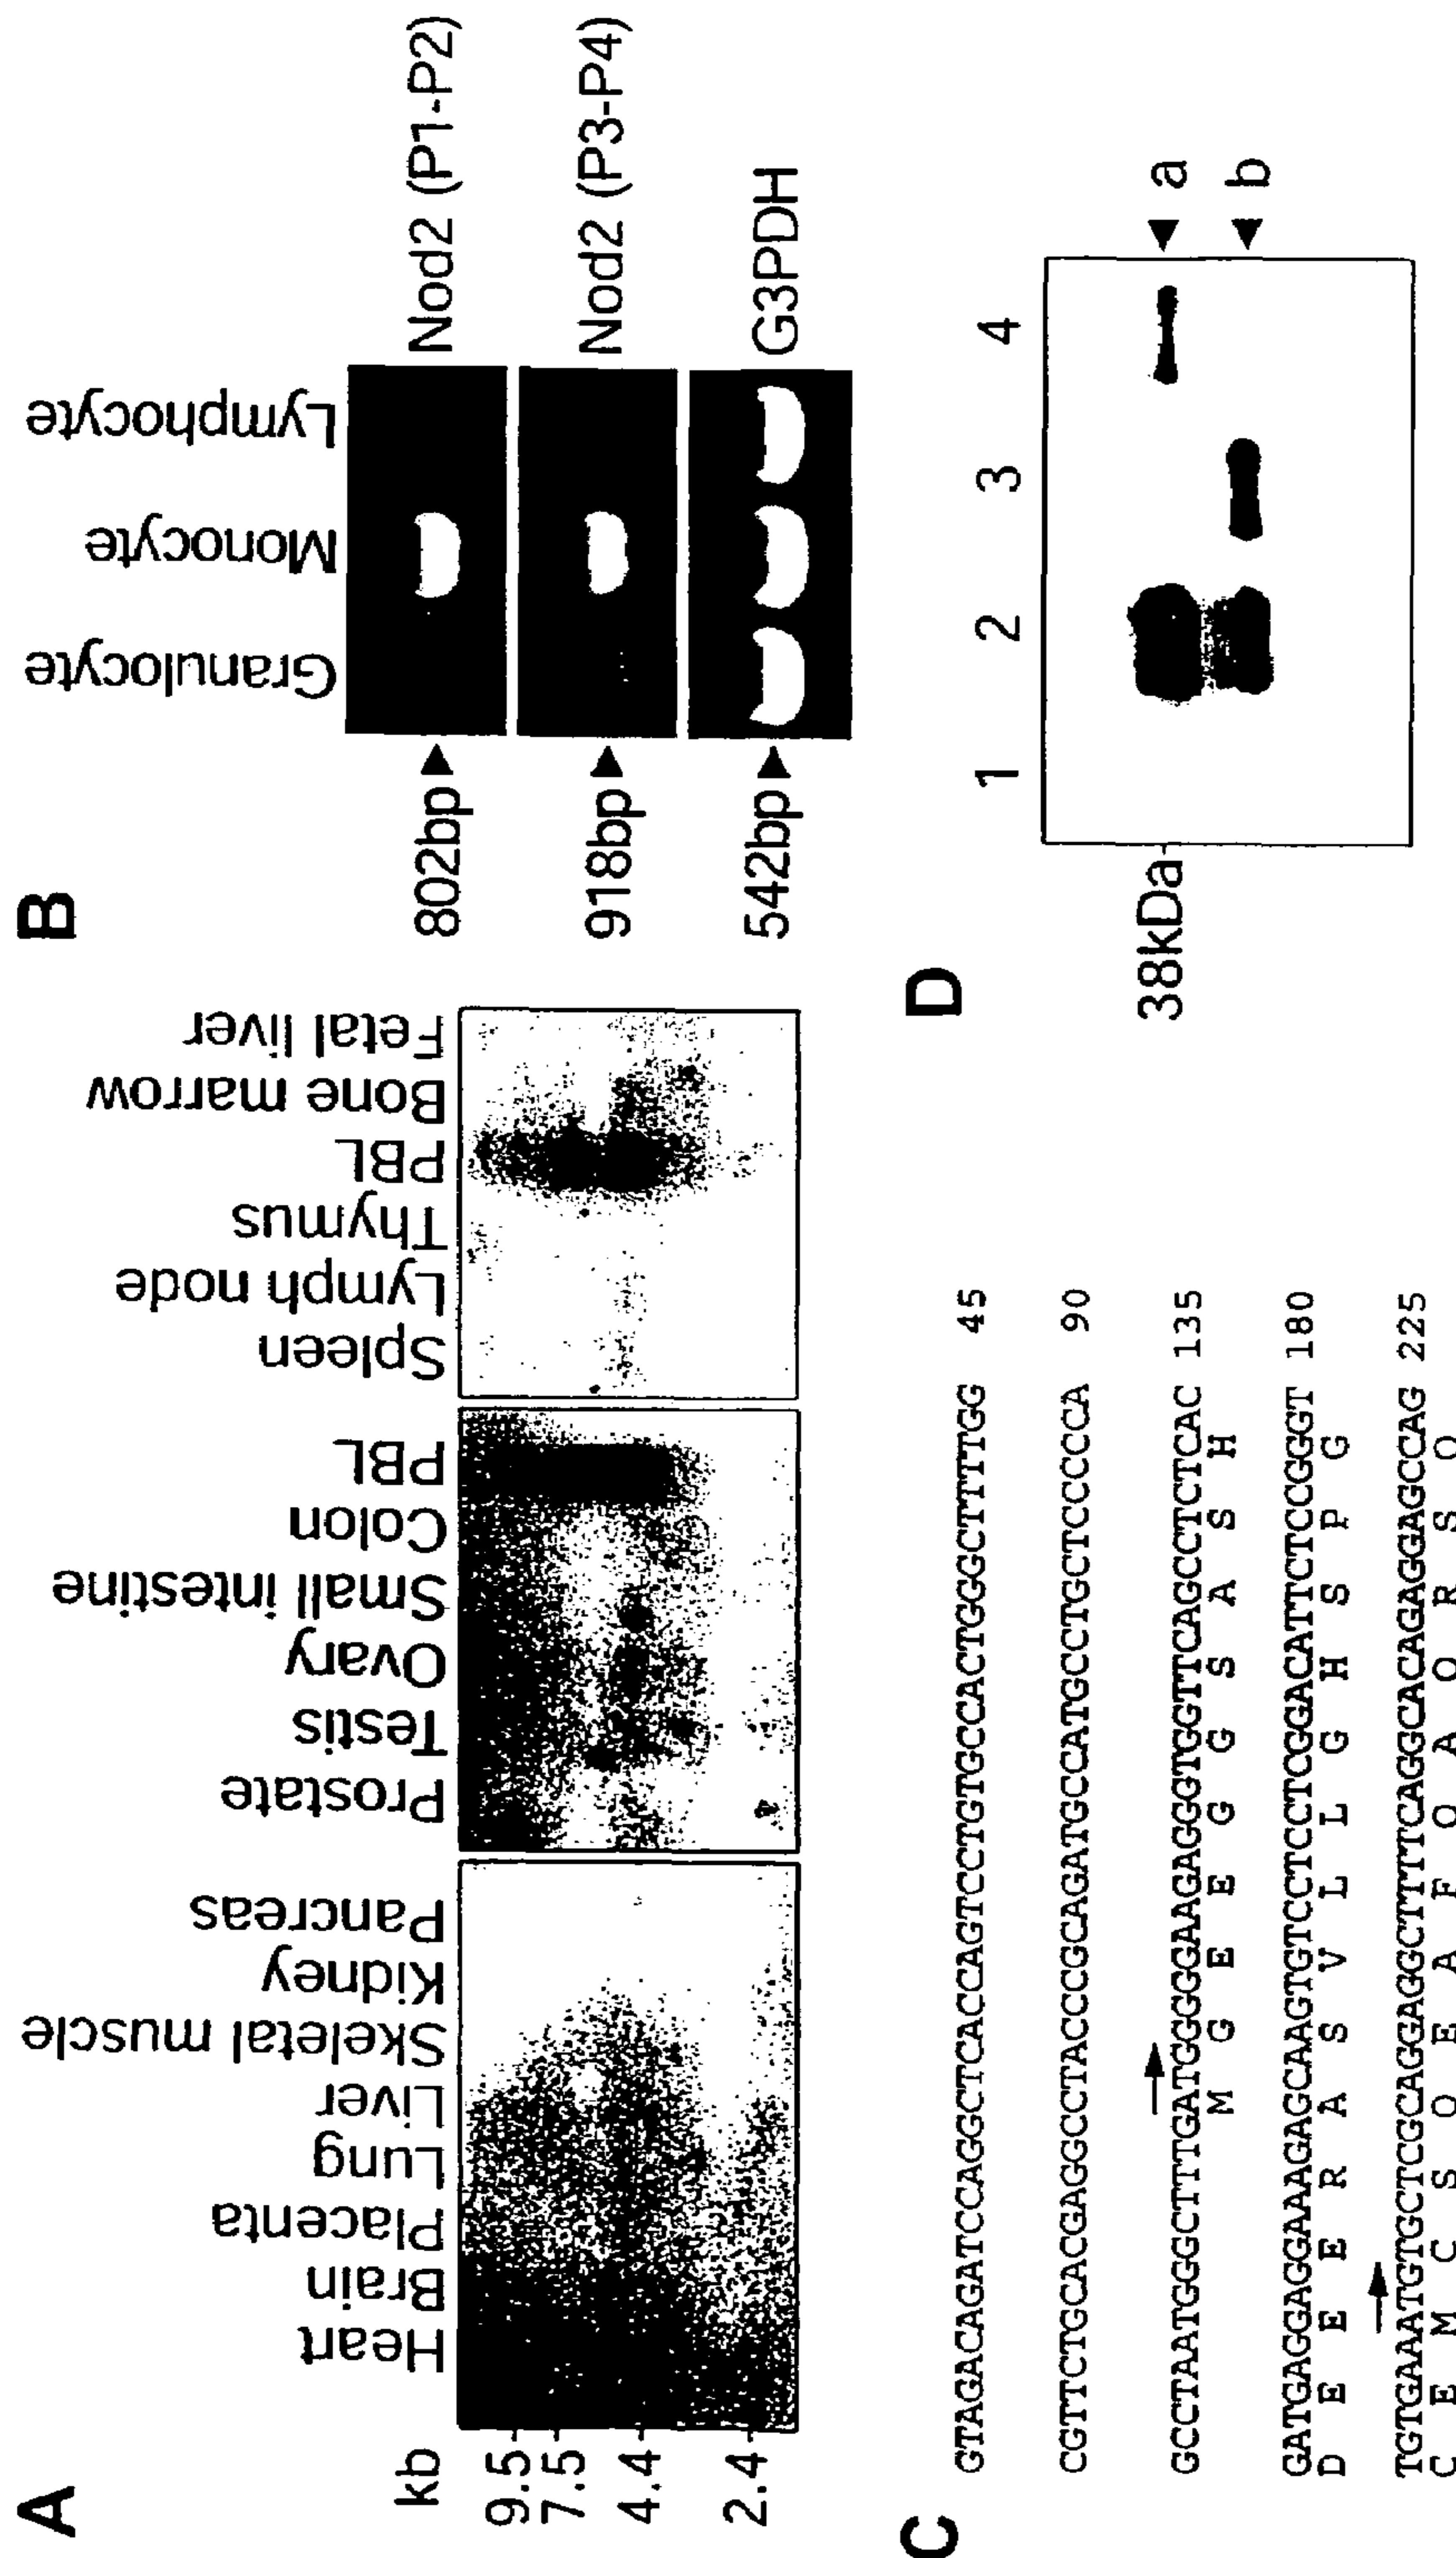 A
kb
9.5
7.5
4.4
2.4
Heart
Brain
Placenta
Lung
Liver
Skeletal muscle
Kidney
Pancreas
Prostate
Testis
Ovary
Small intestine
Colon
PBL
Spleen
Lymph node
Thymus
PBL
Bone marrow
Fetal liver
B
Granulocyte
Monocyte
Lymphocyte
802bp Nod2 (P1-P2)
918bp Nod2 (P3-P4)
542bp G3PDH
C
GTAGACAGATCCAGGCTCACCAGTCCTGTGCCACTGGGCTTTTGG 45
CGTTCTGCACGAGGCCTACCCGCAGATGCCATGCCTGCTCCCCCA 90
GCCTAATGGGCTTTGATGGGGGAAGAGGGTGGTTCAGCCTCTCAC 135
M G E E G G S A S H
GATGAGGAGGAAAGAGCAAGTGTCCTCCTCGGACATTCTCCGGGT 180
D E E E R A S V L L G H S P G
TGTGAAATGTGCTCGCAGGAGGCTTTTCAGGCACAGAGGAGCCAG 225
C E M C S Q E A F Q A Q R S Q
D
1 2 3 4
38kDa
a
b